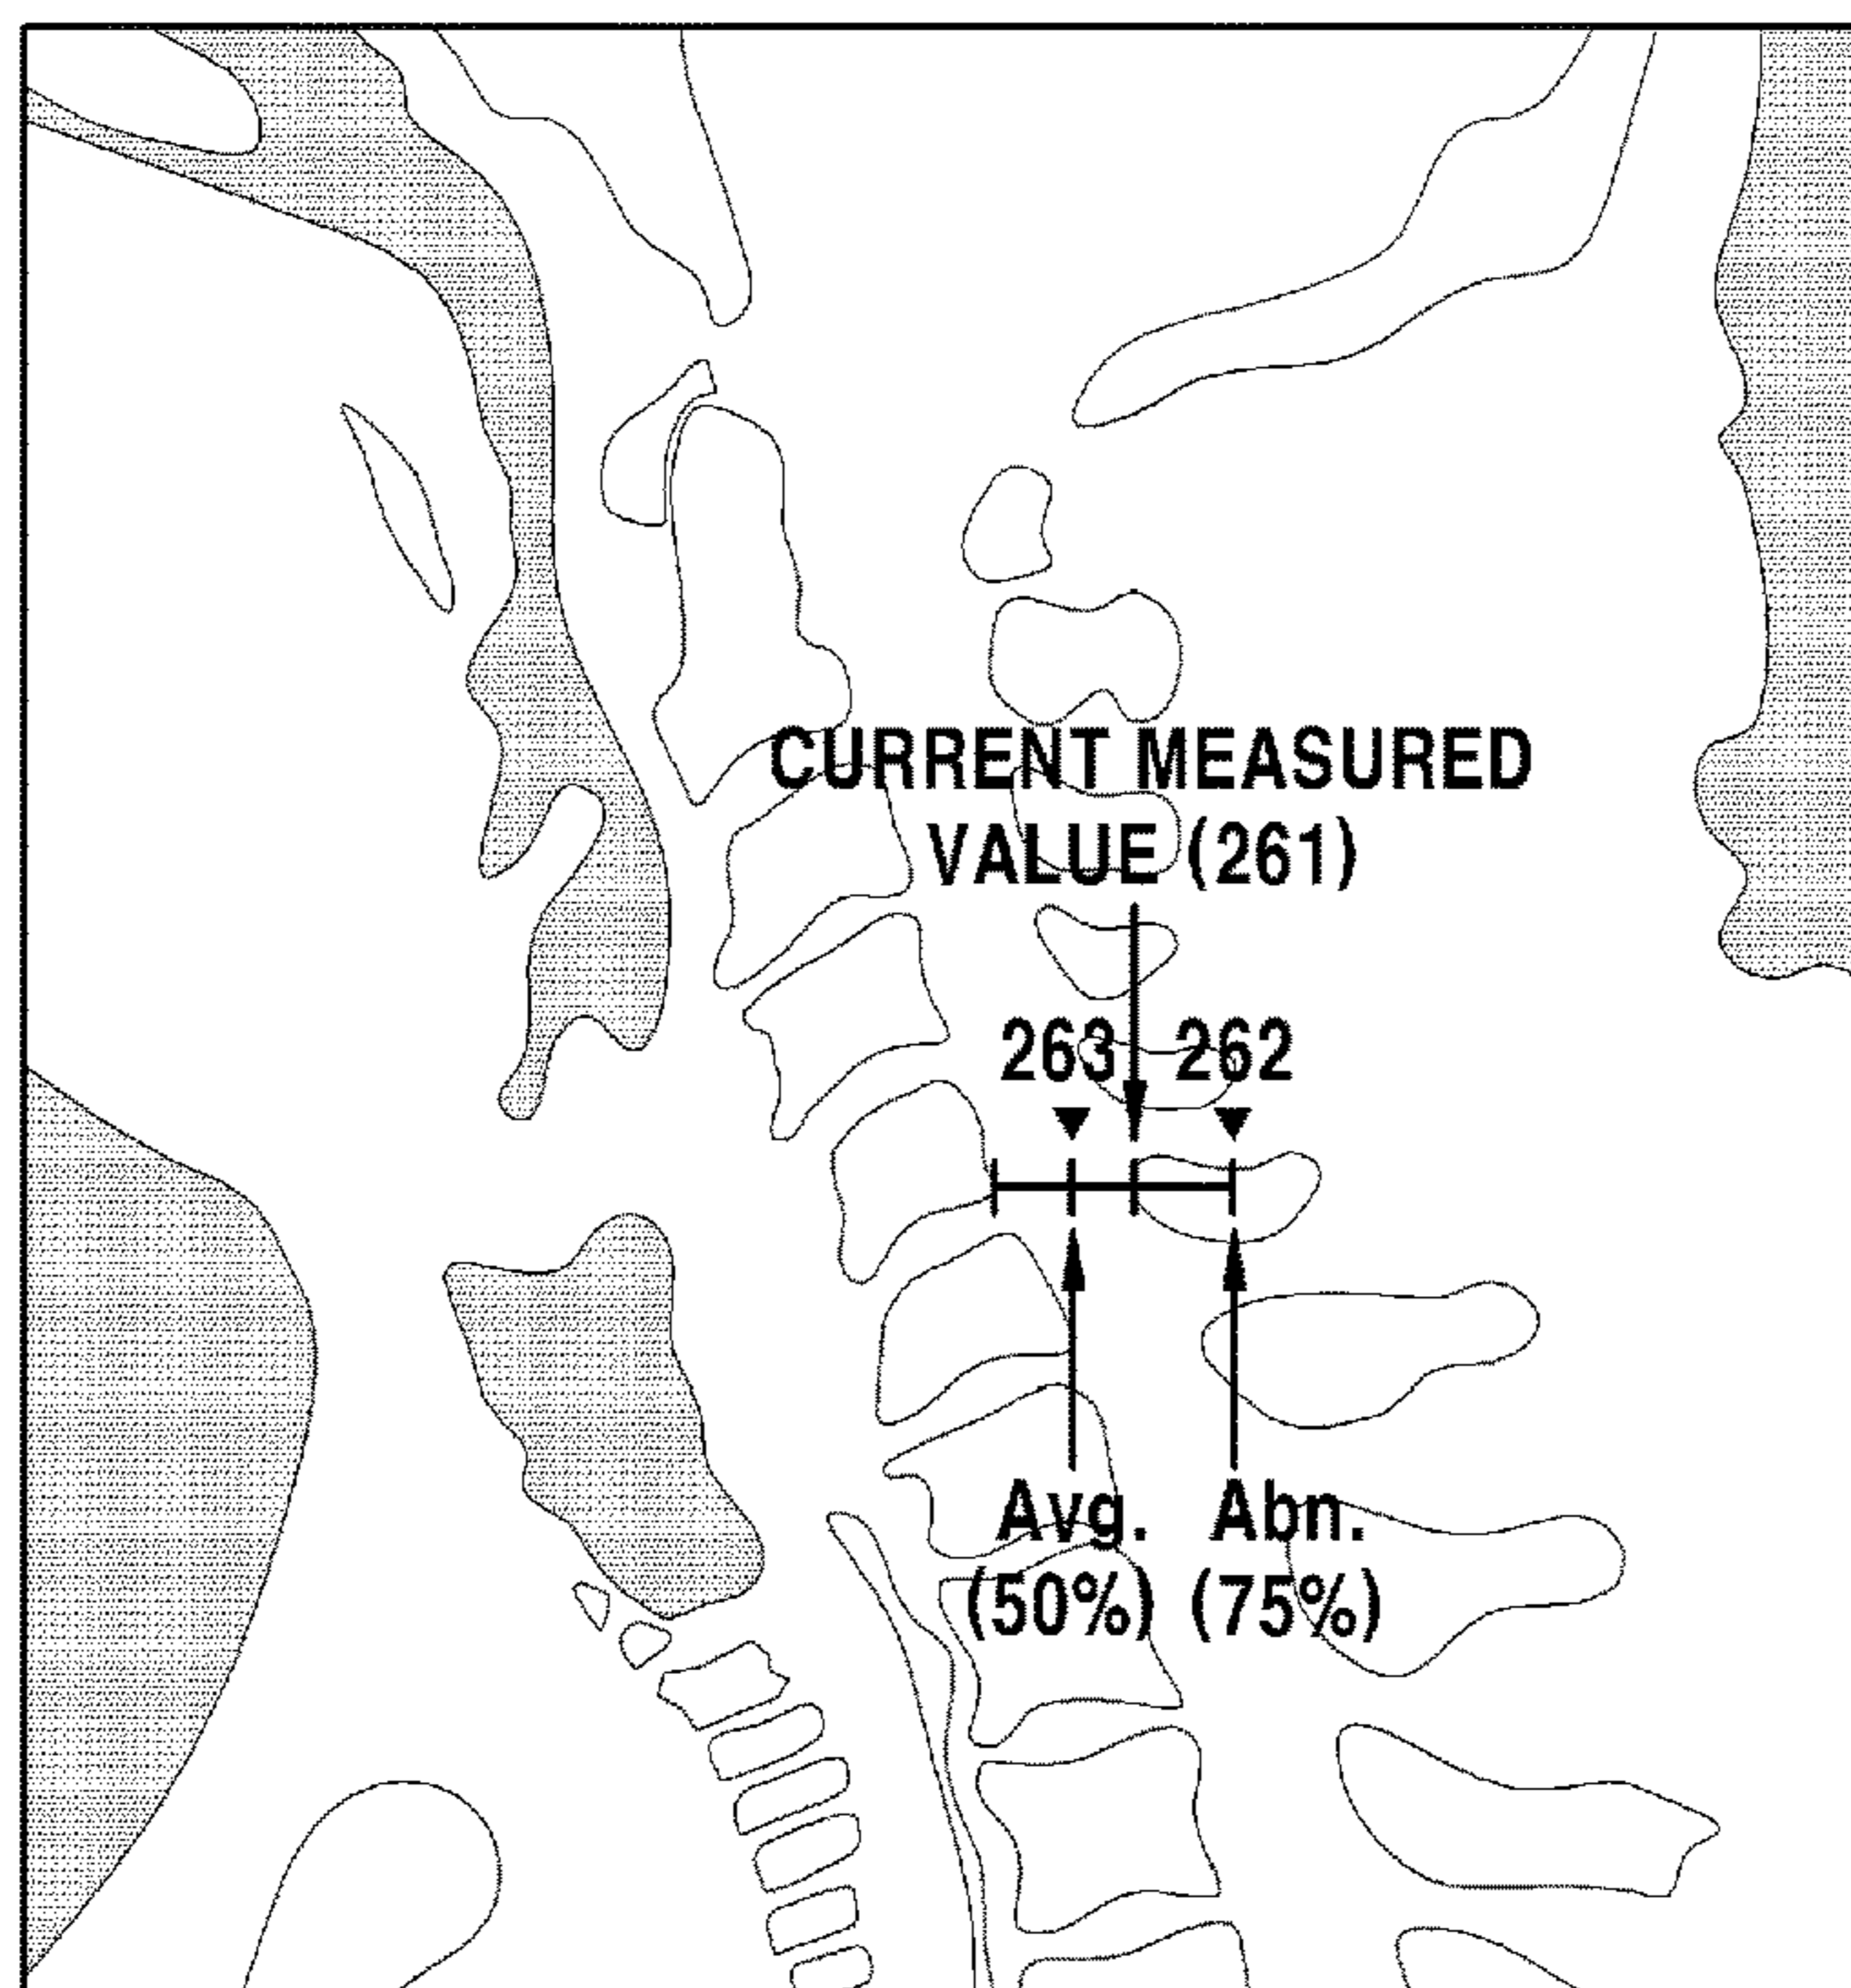 CURRENT MEASURED
VALUE (261)
263 262
Avg. Abn.
(50%) (75%)